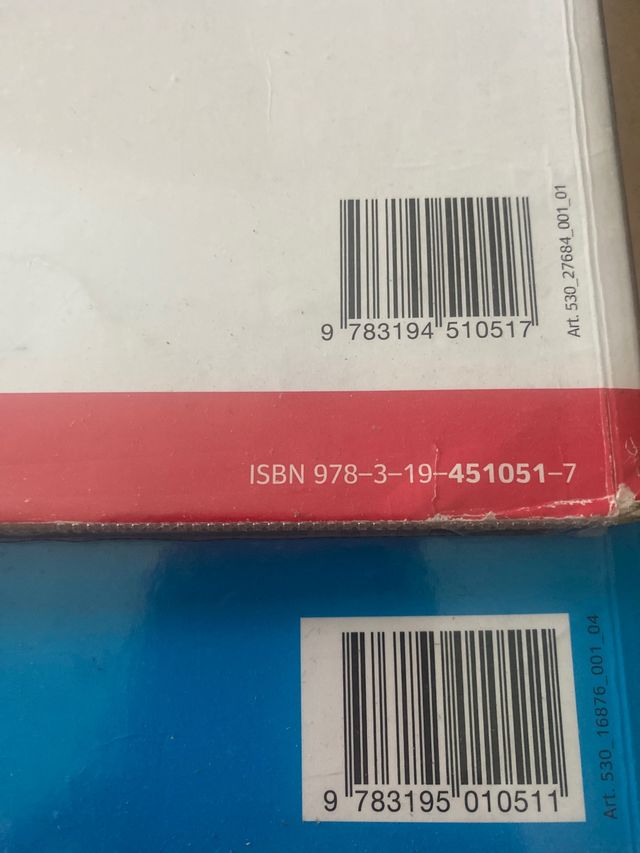 9 783194 510517
Art. 530_27684_001_01
ISBN 978–3–19–451051–7
9 783195 010511
Art. 530_16876_001_04